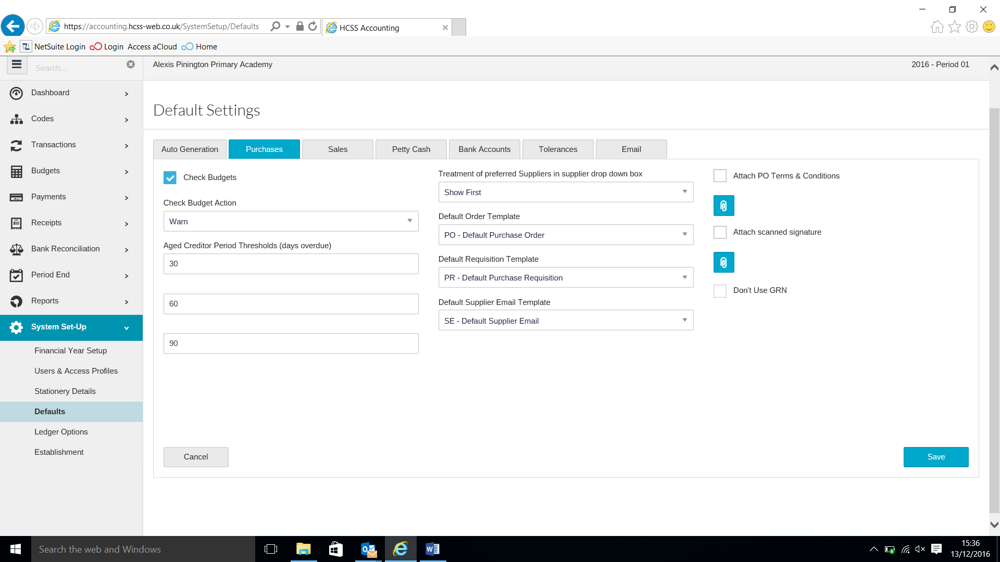 https://accounting.hcss-web.co.uk/SystemSetup/Defaults
HCSS Accounting
NetSuite Login
Login
Access aCloud
Home
Search...
Alexis Pinington Primary Academy
2016 - Period 01
Dashboard
Codes
Transactions
Budgets
Payments
Receipts
Bank Reconciliation
Period End
Reports
System Set-Up
Financial Year Setup
Users & Access Profiles
Stationery Details
Defaults
Ledger Options
Establishment
Default Settings
Auto Generation
Purchases
Sales
Petty Cash
Bank Accounts
Tolerances
Email
Check Budgets
Check Budget Action
Warn
Aged Creditor Period Thresholds (days overdue)
30
60
90
Treatment of preferred Suppliers in supplier drop down box
Show First
Default Order Template
PO - Default Purchase Order
Default Requisition Template
PR - Default Purchase Requisition
Default Supplier Email Template
SE - Default Supplier Email
Attach PO Terms & Conditions
Attach scanned signature
Don't Use GRN
Cancel
Save
Search the web and Windows
15:36
13/12/2016